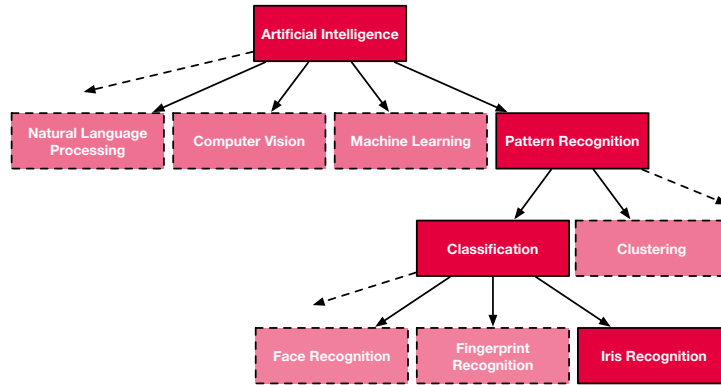 Artificial Intelligence
Natural Language
Processing
Computer Vision
Machine Learning
Pattern Recognition
Classification
Clustering
Face Recognition
Fingerprint
Recognition
Iris Recognition